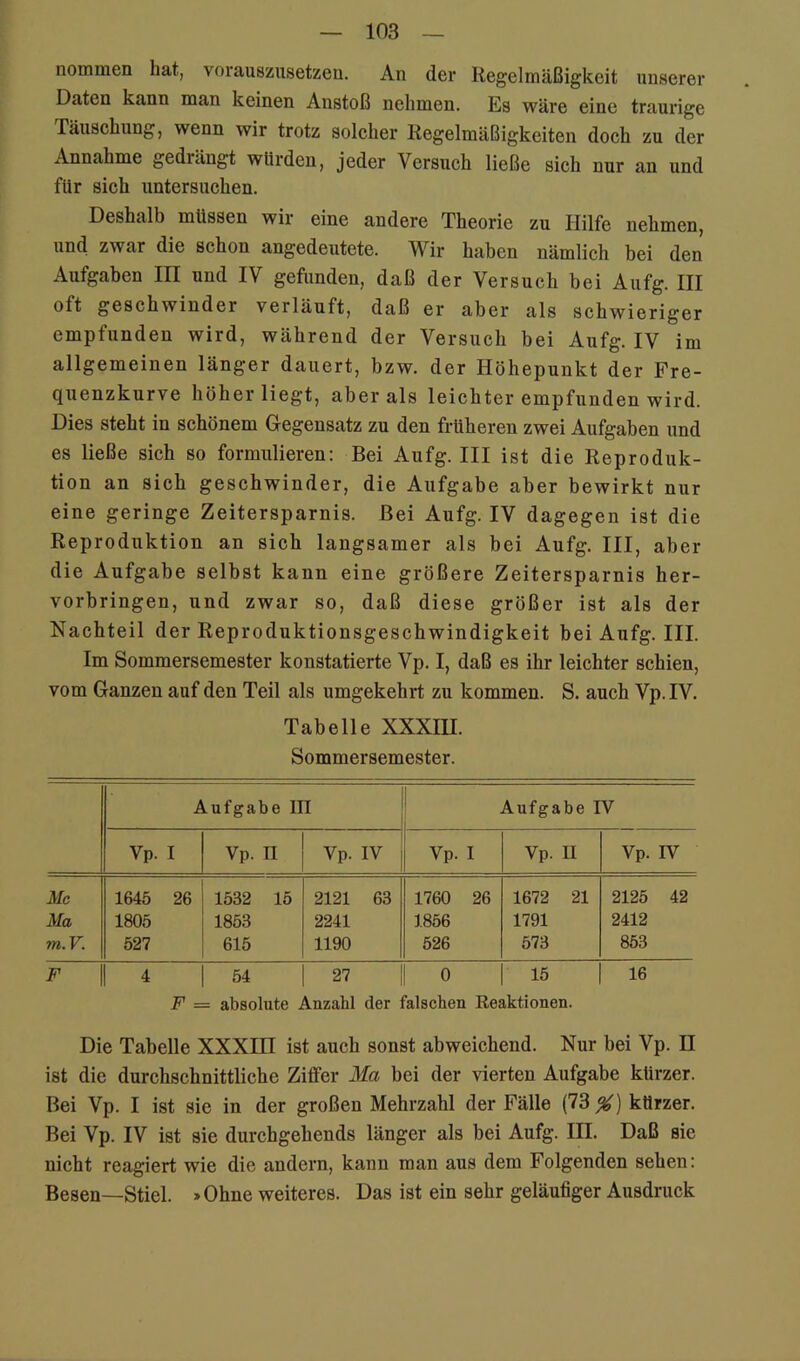 — 103 —
nommen hat, vorauszusetzen. An der Regelmäßigkeit unserer
Daten kann man keinen Anstoß nehmen. Es wäre eine traurige
Täuschung, wenn wir trotz solcher Regelmäßigkeiten doch zu der
Annahme gedrängt würden, jeder Versuch ließe sich nur an und
für sich untersuchen.
Deshalb müssen wir eine andere Theorie zu Hilfe nehmen,
und zwar die schon angedeutete. Wir haben nämlich bei den
Aufgaben III und IV gefunden, daß der Versuch bei Aufg. III
oft geschwinder verläuft, daß er aber als schwieriger
empfunden wird, während der Versuch bei Aufg. IV im
allgemeinen länger dauert, bzw. der Höhepunkt der Fre-
quenzkurve höher liegt, aber als leichter empfunden wird.
Dies steht in schönem Gegensatz zu den früheren zwei Aufgaben und
es ließe sich so formulieren: Bei Aufg. III ist die Reproduk-
tion an sich geschwinder, die Aufgabe aber bewirkt nur
eine geringe Zeitersparnis. Bei Aufg. IV dagegen ist die
Reproduktion an sich langsamer als bei Aufg. III, aber
die Aufgabe selbst kann eine größere Zeitersparnis her-
vorbringen, und zwar so, daß diese größer ist als der
Nachteil der Reproduktionsgeschwindigkeit bei Aufg. III.
Im Sommersemester konstatierte Vp. I, daß es ihr leichter schien,
vom Ganzen auf den Teil als umgekehrt zu kommen. S. auch Vp. IV.
Tabelle XXXIII.
Sommersemester.
Aufgabe III Aufgabe IV
Vp. I Vp. II Vp. IV Vp. I Vp. II Vp. IV
Mc 1645 26 1532 15 2121 63 1760 26 1672 21 2125 42
Ma 1805 1853 2241 1856 1791 2412
m.V. 527 615 1190 526 573 853
F 4 54 27 0 15 16
F = absolute Anzahl der falschen Reaktionen.
Die Tabelle XXXIII ist auch sonst abweichend. Nur bei Vp. II
ist die durchschnittliche Ziffer Ma bei der vierten Aufgabe kürzer.
Bei Vp. I ist sie in der großen Mehrzahl der Fälle (73 %) kürzer.
Bei Vp. IV ist sie durchgehends länger als bei Aufg. III. Daß sie
nicht reagiert wie die andern, kann man aus dem Folgenden sehen:
Besen—Stiel. »Ohne weiteres. Das ist ein sehr geläufiger Ausdruck